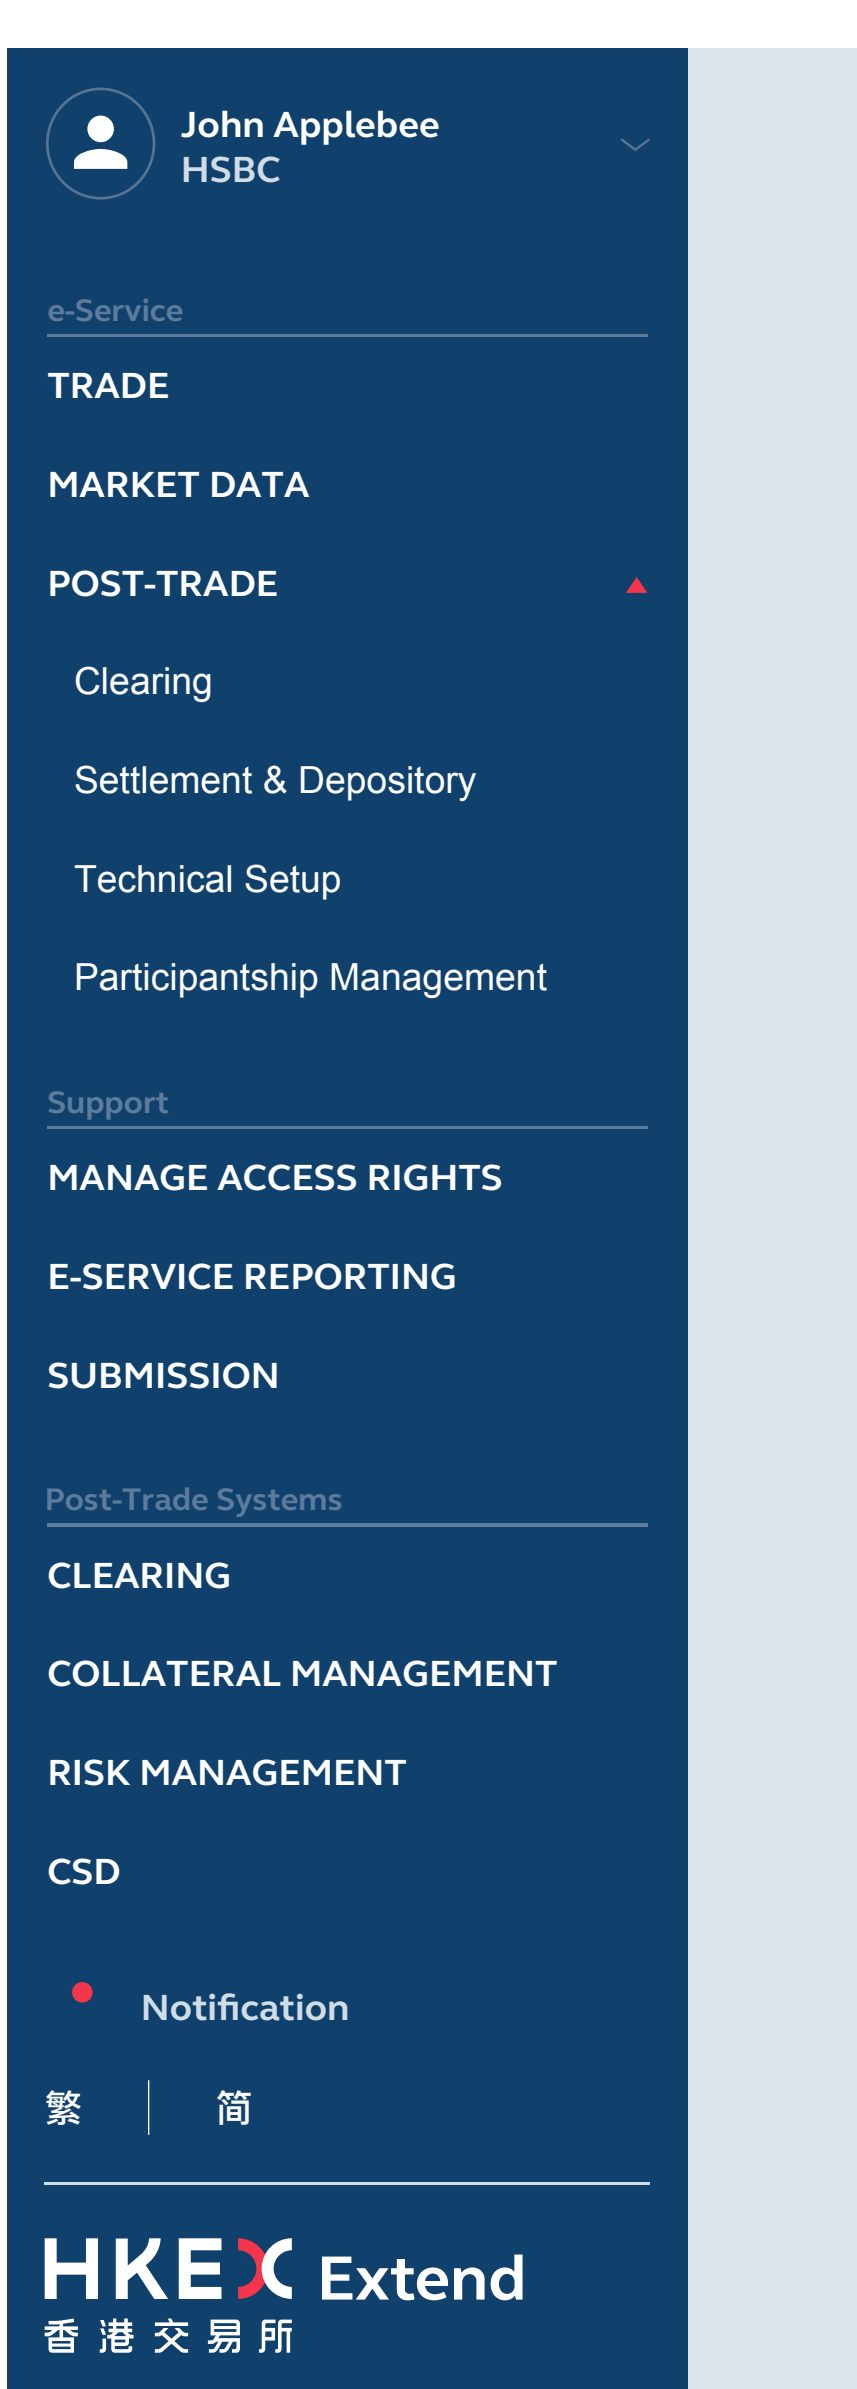 John Applebee
HSBC
e-Service
TRADE
MARKET DATA
POST-TRADE
Clearing
Settlement & Depository
Technical Setup
Participantship Management
Support
MANAGE ACCESS RIGHTS
E-SERVICE REPORTING
SUBMISSION
Post-Trade Systems
CLEARING
COLLATERAL MANAGEMENT
RISK MANAGEMENT
CSD
Notification
繁 简
HKEX Extend
香港交易所